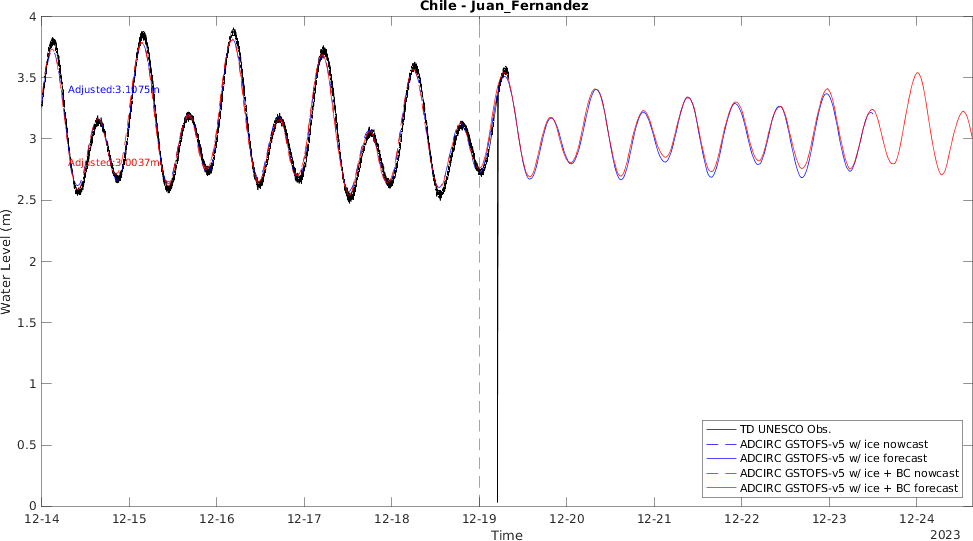 Chile - Juan_Fernandez
4
3.5
3
2.5
2
1.5
1
0.5
0
Water Level (m)
Adjusted:3.1075m
Adjusted:3.0037m
TD UNESCO Obs.
ADCIRC GSTOFS-v5 w/ ice nowcast
ADCIRC GSTOFS-v5 w/ ice forecast
ADCIRC GSTOFS-v5 w/ ice + BC nowcast
ADCIRC GSTOFS-v5 w/ ice + BC forecast
12-14 12-15 12-16 12-17 12-18 12-19 12-20 12-21 12-22 12-23 12-24
Time
2023